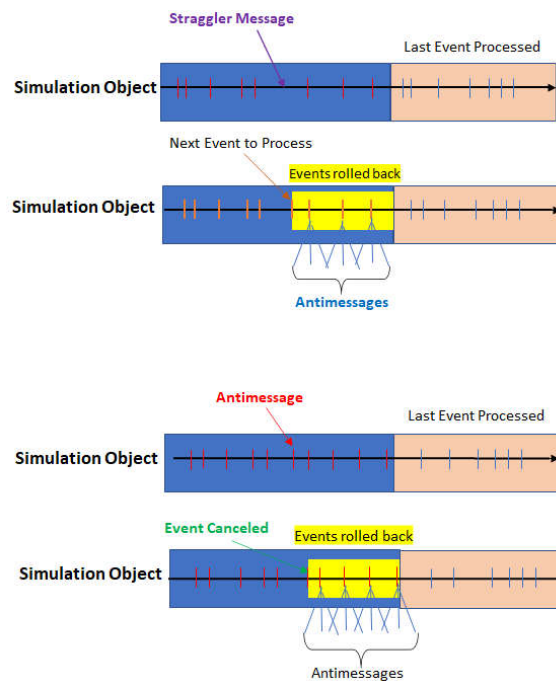 Straggler Message
Last Event Processed
Simulation Object
Next Event to Process
Events rolled back
Simulation Object
Antimessages
Antimessage
Last Event Processed
Simulation Object
Event Canceled
Events rolled back
Simulation Object
Antimessages